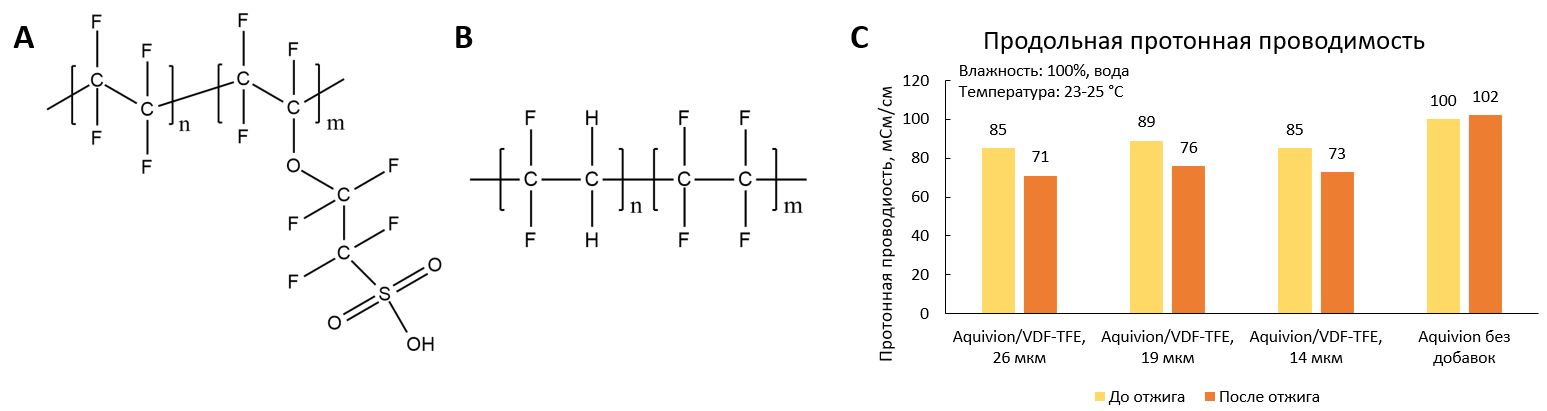 A
F
F
F
C
C
F
F
n
F
F
C
C
F
m
O
F
C
F
F
C
F
S
O
O
OH
B
F
H
F
F
C
C
C
C
n
m
F
H
F
F
C
Продольная протонная проводимость
Влажность: 100%, вода
Температура: 23-25 °C
Протонная проводиость, мСм/см
120
100
80
60
40
20
0
85
71
89
76
85
73
100
102
Aquivion/VDF-TFE, 26 мкм
Aquivion/VDF-TFE, 19 мкм
Aquivion/VDF-TFE, 14 мкм
Aquivion без добавок
До отжига
После отжига